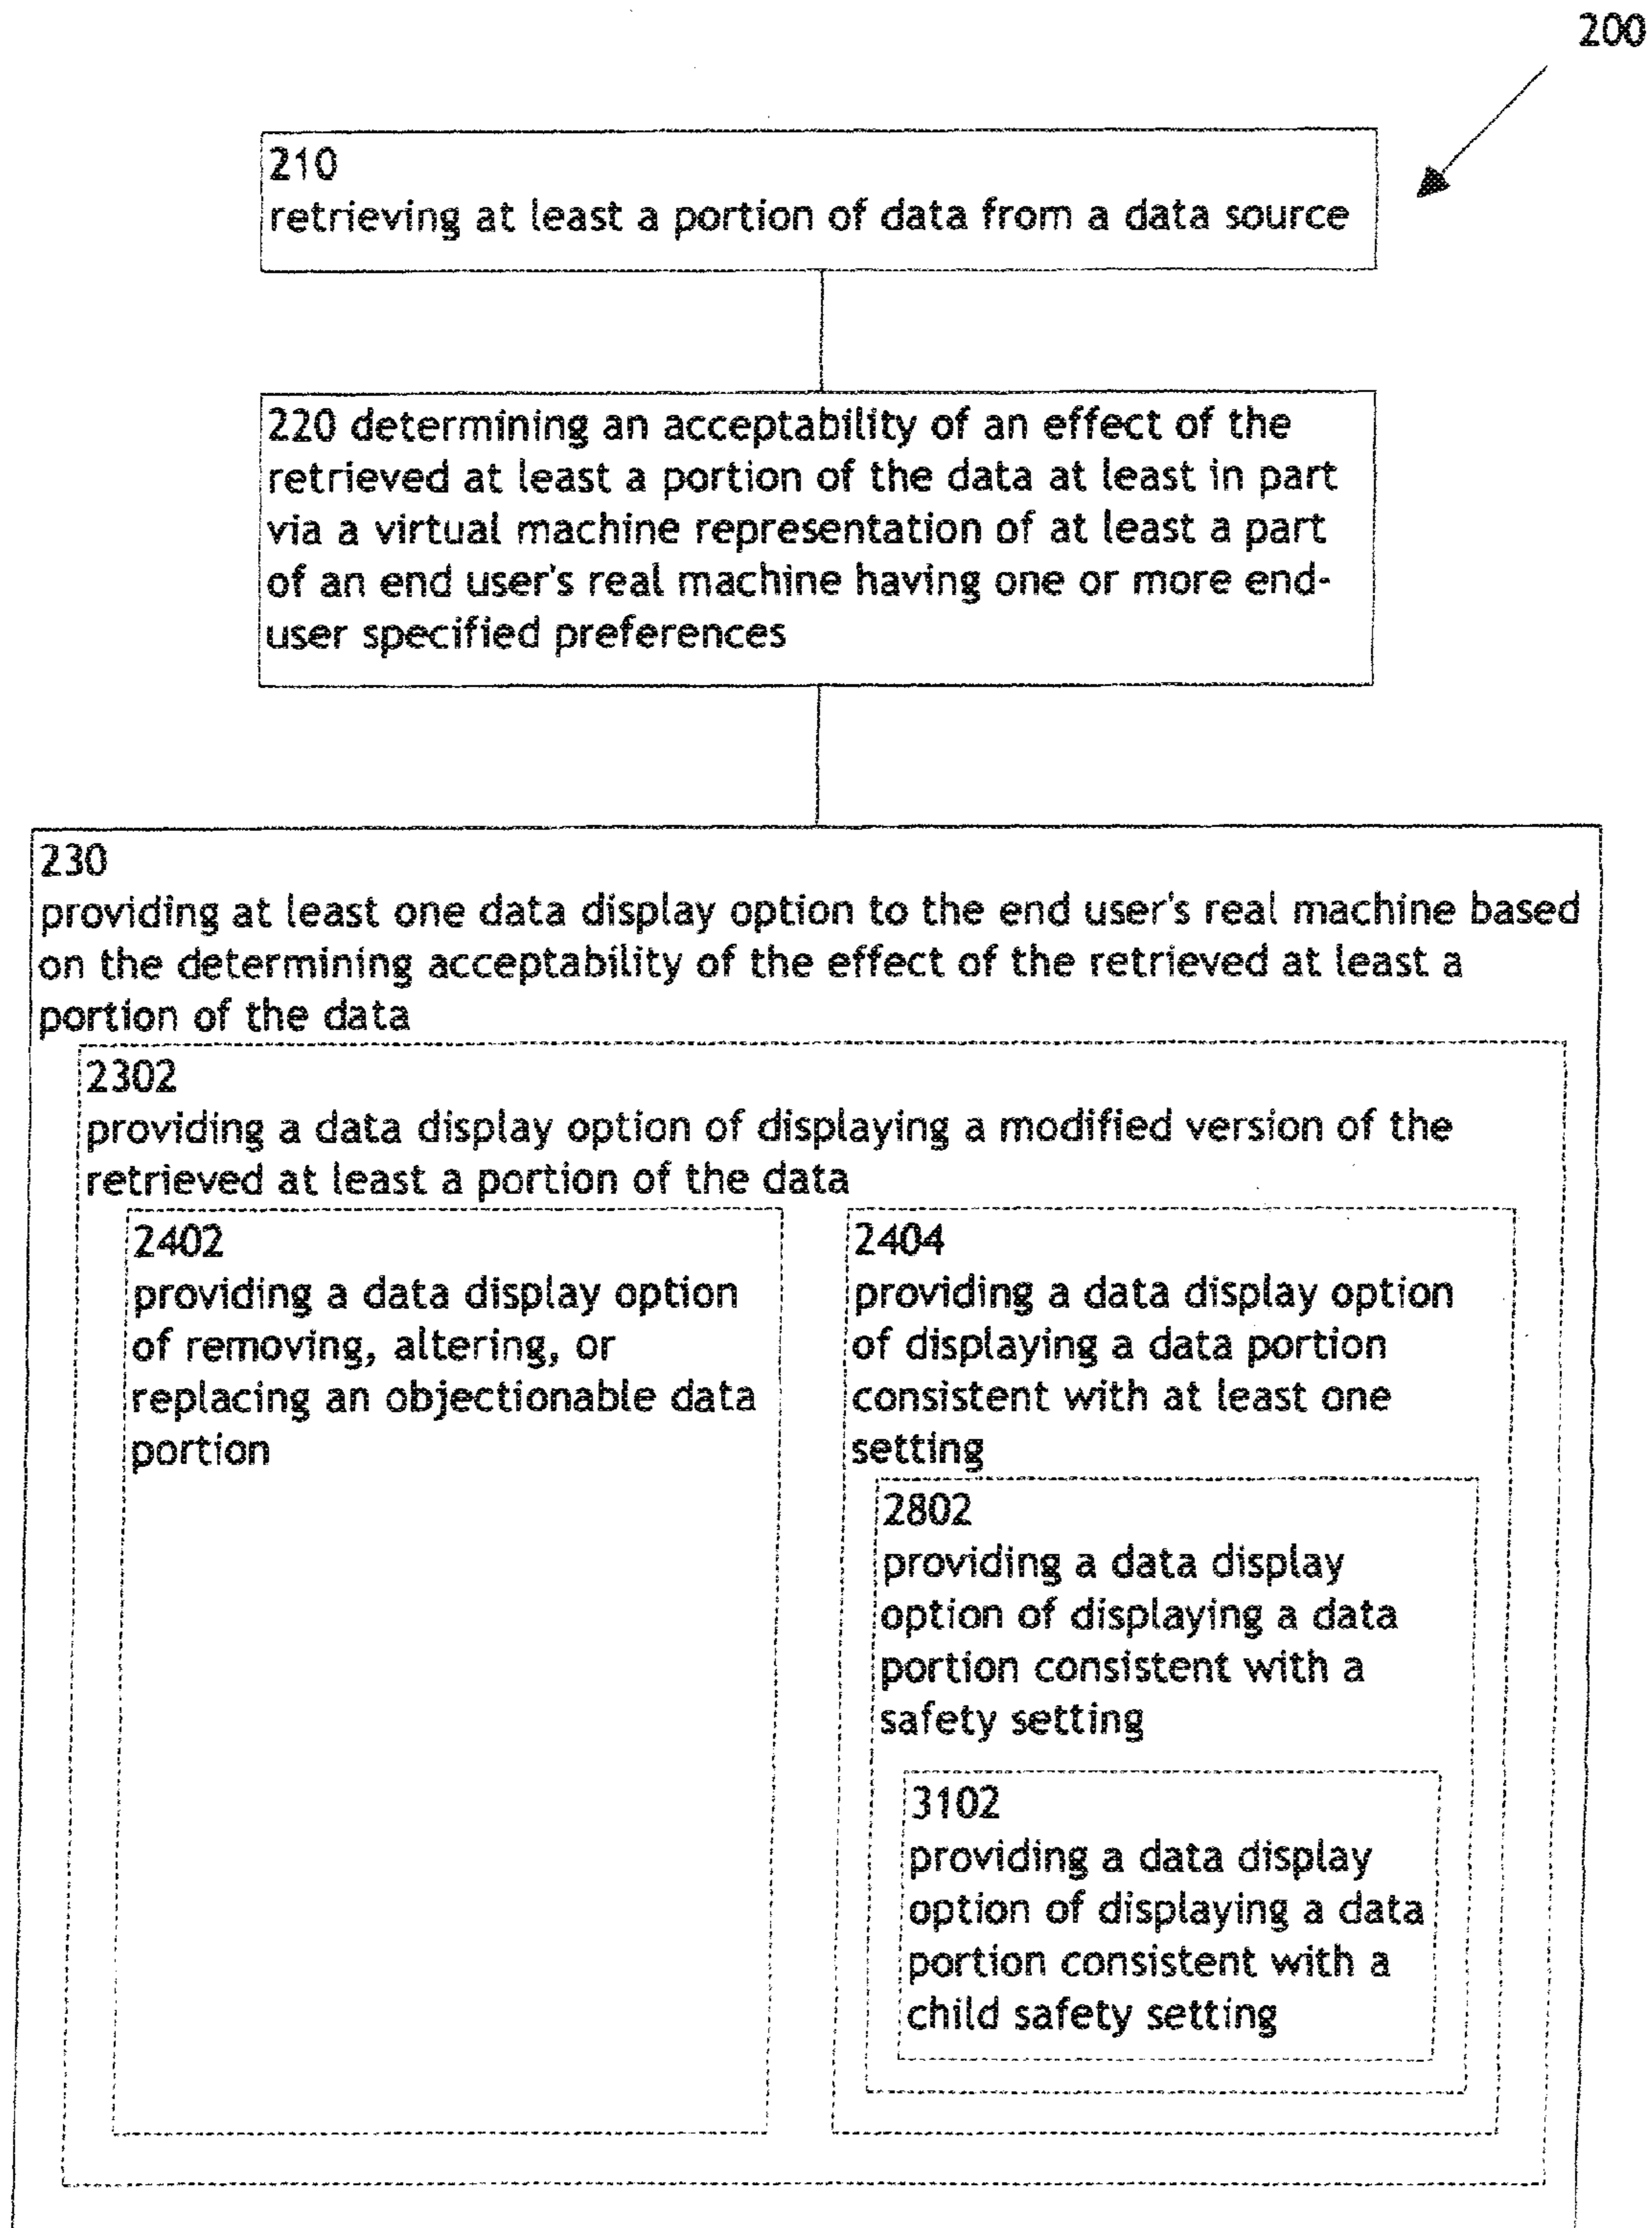 200
210
retrieving at least a portion of data from a data source
220 determining an acceptability of an effect of the
retrieved at least a portion of the data at least in part
via a virtual machine representation of at least a part
of an end user's real machine having one or more end-
user specified preferences
230
providing at least one data display option to the end user's real machine based
on the determining acceptability of the effect of the retrieved at least a
portion of the data
2302
providing a data display option of displaying a modified version of the
retrieved at least a portion of the data
2402
providing a data display option
of removing, altering, or
replacing an objectionable data
portion
2404
providing a data display option
of displaying a data portion
consistent with at least one
setting
2802
providing a data display
option of displaying a data
portion consistent with a
safety setting
3102
providing a data display
option of displaying a data
portion consistent with a
child safety setting